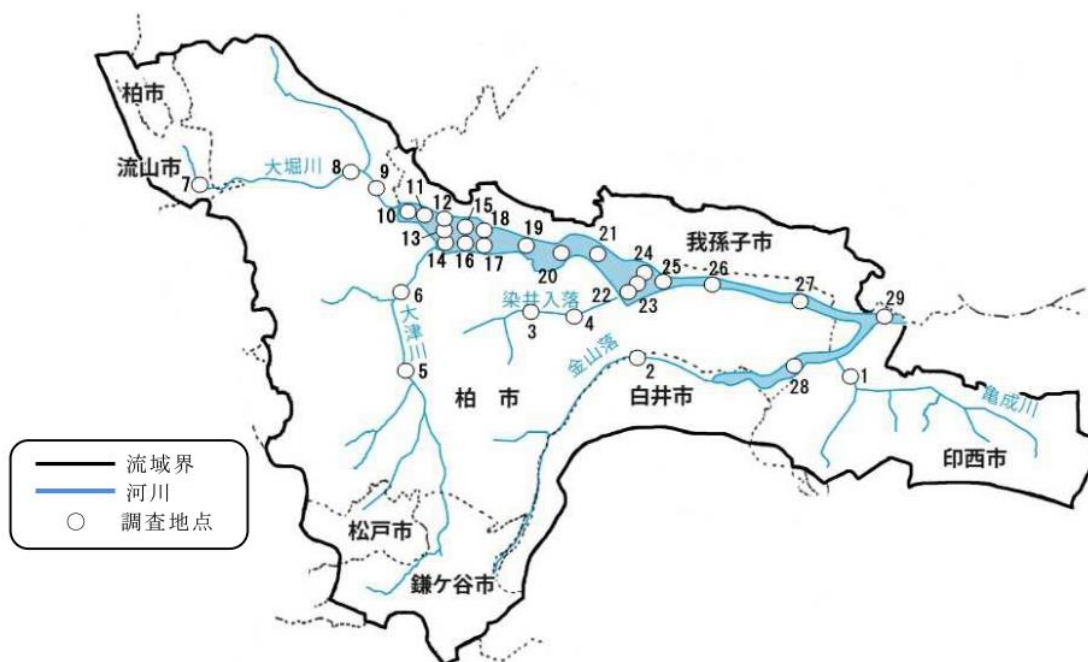 柏市
流山市
7
大堀川
8
9
10
11
12
13
14
15
16
17
18
19
20
21
我孫子市
22
23
24
25
26
27
29
6
大津川
5
染井入落
3
4
金山落
2
柏 市
白井市
28
1
亀成川
印西市
松戸市
鎌ケ谷市
流域界
河川
調査地点